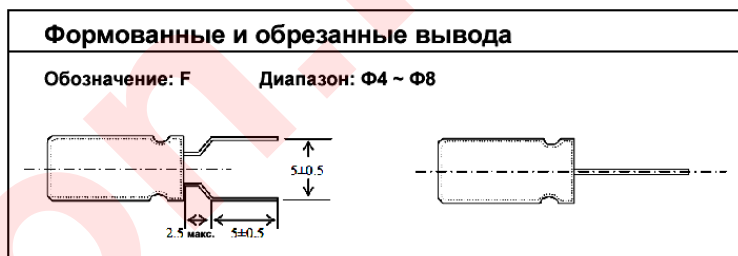 Формованные и обрезанные вывода
Обозначение: F Диапазон: Φ4 ~ Φ8
5±0.5
2.5 макс. 5±0.5